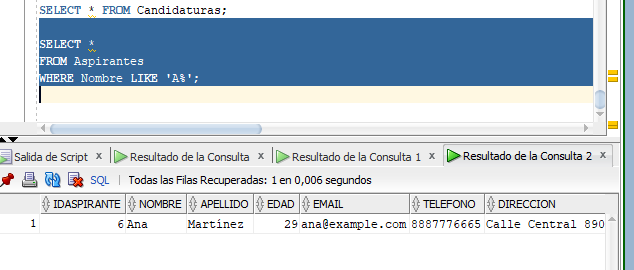 SELECT * FROM Candidaturas;
SELECT *
FROM Aspirantes
WHERE Nombre LIKE 'A%';
Salida de Script x Resultado de la Consulta x Resultado de la Consulta 1 x Resultado de la Consulta 2 x
SQL | Todas las Filas Recuperadas: 1 en 0,006 segundos
IDASPIRANTE NOMBRE APELLIDO EDAD EMAIL TELEFONO DIRECCION
1 6 Ana Martínez 29 ana@example.com 8887776665 Calle Central 890